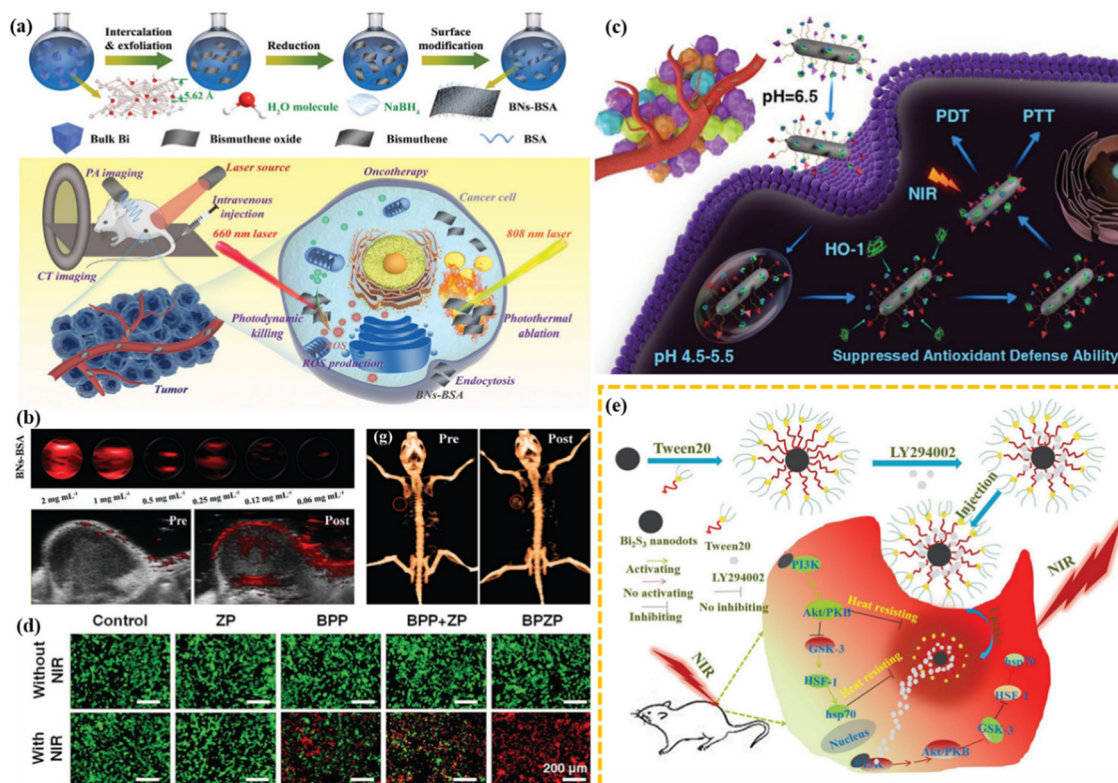 (a)
Intercalation
& exfoliation
Reduction
Surface
modification
5.62 Å
H₂O molecule
NaBH₄
BNs-BSA
Bulk Bi
Bismuthene oxide
Bismuthene
BSA
PA imaging
Laser source
Intravenous
injection
CT imaging
Oncotherapy
Cancer cell
660 nm laser
808 nm laser
Photodynamic
killing
ROS
ROS production
Photothermal
ablation
Endocytosis
BNs-BSA
Tumor
(b)
BNs-BSA
2 mg mL⁻¹
1 mg mL⁻¹
0.5 mg mL⁻¹
0.25 mg mL⁻¹
0.12 mg mL⁻¹
0.06 mg mL⁻¹
Pre
Post
(g)
Pre
Post
(c)
pH=6.5
PDT
PTT
NIR
HO-1
pH 4.5-5.5
Suppressed Antioxidant Defense Ability
(d)
Control
ZP
BPP
BPP+ZP
BPZP
Without
NIR
With
NIR
200 μm
(e)
Tween20
LY294002
Injection
Bi₂S₃ nanodots
Tween20
Activating
LY294002
No activating
No inhibiting
Inhibiting
NIR
NIR
PI3K
Akt/PKB
Heat resisting
GSK-3
HSF-1
Heat resisting
hsp70
Nucleus
PI3K
Akt/PKB
GSK-3
HSF-1
hsp70
Uptake